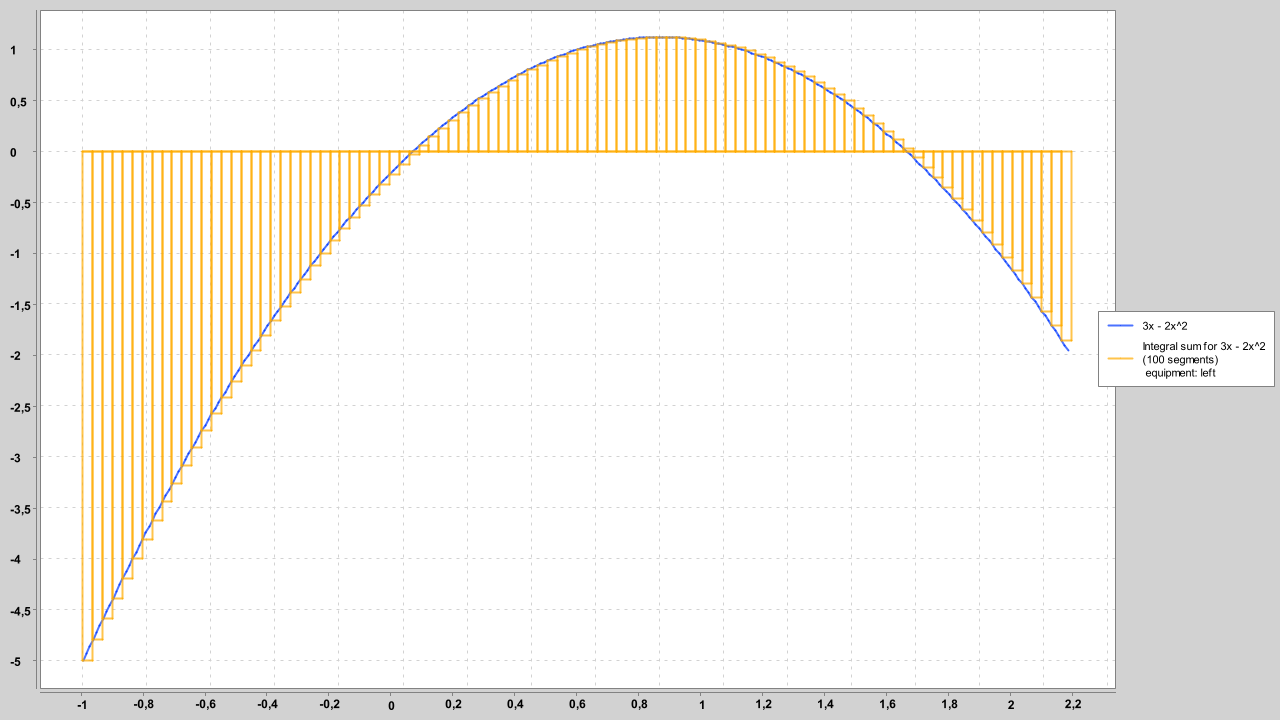 1
0,5
0
-0,5
-1
-1,5
-2
-2,5
-3
-3,5
-4
-4,5
-5
3x - 2x^2
Integral sum for 3x - 2x^2
(100 segments)
equipment: left
-1 -0,8 -0,6 -0,4 -0,2 0 0,2 0,4 0,6 0,8 1 1,2 1,4 1,6 1,8 2 2,2